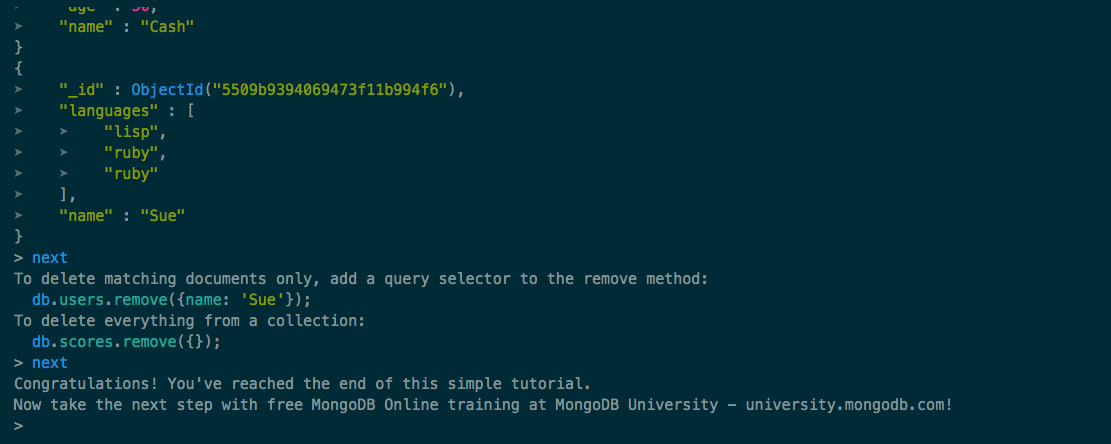 ➤    "age" : 50,
➤    "name" : "Cash"
}
{
➤    "_id" : ObjectId("5509b9394069473f11b994f6"),
➤    "languages" : [
➤    ➤    "lisp",
➤    ➤    "ruby",
➤    ➤    "ruby"
➤    ],
➤    "name" : "Sue"
}
> next
To delete matching documents only, add a query selector to the remove method:
  db.users.remove({name: 'Sue'});
To delete everything from a collection:
  db.scores.remove({});
> next
Congratulations! You've reached the end of this simple tutorial.
Now take the next step with free MongoDB Online training at MongoDB University – university.mongodb.com!
>